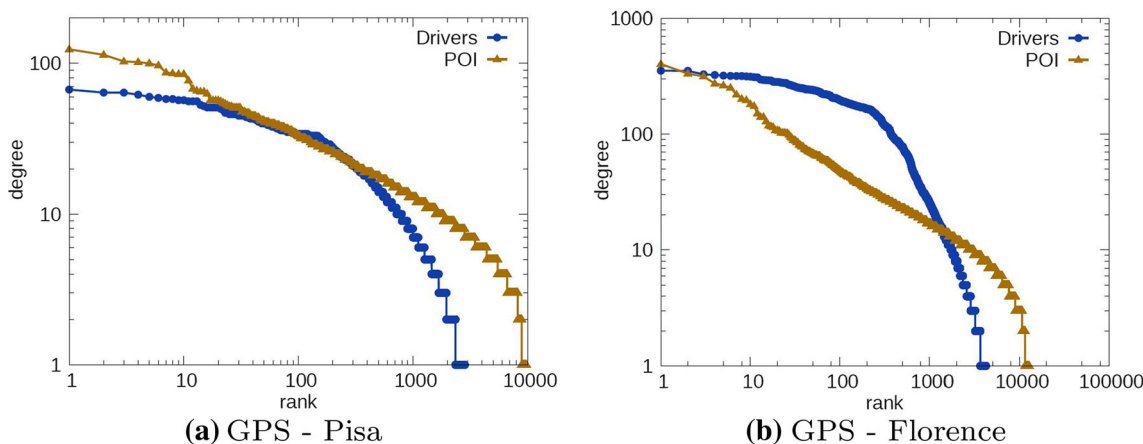 Drivers
POI
100
10
1
degree
1 10 100 1000 10000
rank
(a) GPS - Pisa
1000
Drivers
POI
100
10
1
degree
1 10 100 1000 10000 100000
rank
(b) GPS - Florence